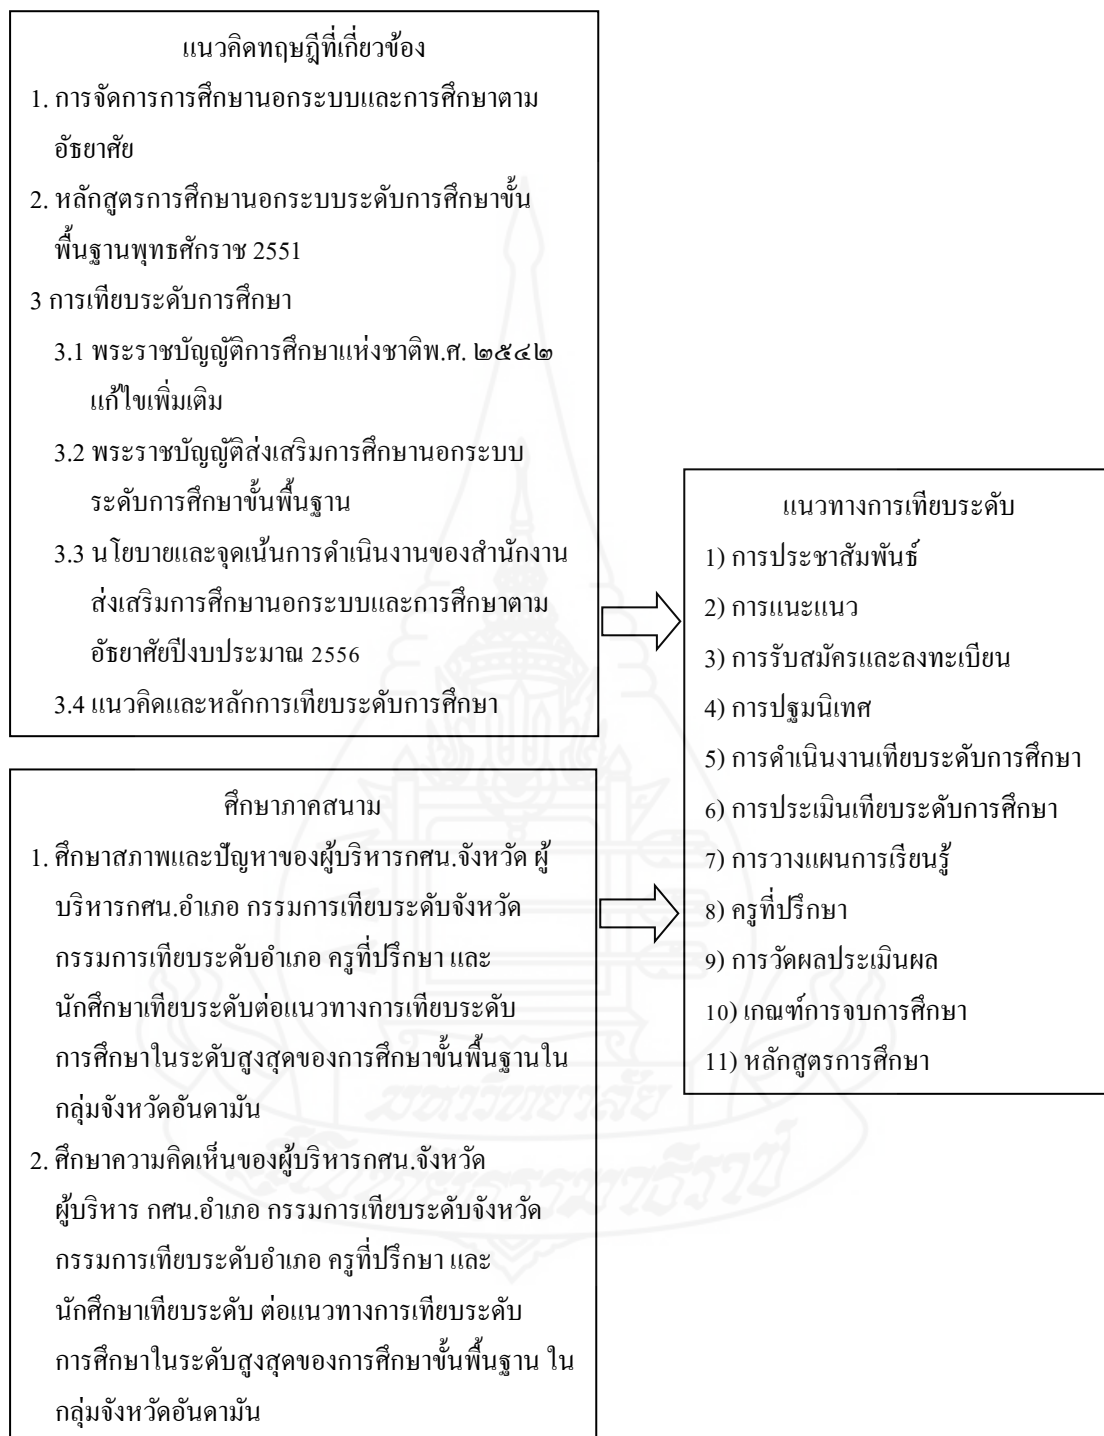 แนวคิดทฤษฎีที่เกี่ยวข้อง
1. การจัดการการศึกษานอกระบบและการศึกษาตาม
อัธยาศัย
2. หลักสูตรการศึกษานอกระบบระดับการศึกษาขั้น
พื้นฐานพุทธศักราช 2551
3 การเทียบระดับการศึกษา
3.1 พระราชบัญญัติการศึกษาแห่งชาติพ.ศ. ๒๕๔๒
แก้ไขเพิ่มเติม
3.2 พระราชบัญญัติส่งเสริมการศึกษานอกระบบ
ระดับการศึกษาขั้นพื้นฐาน
3.3 นโยบายและจุดเน้นการดำเนินงานของสำนักงาน
ส่งเสริมการศึกษานอกระบบและการศึกษาตาม
อัธยาศัยปีงบประมาณ 2556
3.4 แนวคิดและหลักการเทียบระดับการศึกษา
ศึกษาภาคสนาม
1. ศึกษาสภาพและปัญหาของผู้บริหารกศน.จังหวัด ผู้
บริหารกศน.อำเภอ กรรมการเทียบระดับจังหวัด
กรรมการเทียบระดับอำเภอ ครูที่ปรึกษา และ
นักศึกษาเทียบระดับต่อแนวทางการเทียบระดับ
การศึกษาในระดับสูงสุดของการศึกษาขั้นพื้นฐานใน
กลุ่มจังหวัดอันดามัน
2. ศึกษาความคิดเห็นของผู้บริหารกศน.จังหวัด
ผู้บริหาร กศน.อำเภอ กรรมการเทียบระดับจังหวัด
กรรมการเทียบระดับอำเภอ ครูที่ปรึกษา และ
นักศึกษาเทียบระดับ ต่อแนวทางการเทียบระดับ
การศึกษาในระดับสูงสุดของการศึกษาขั้นพื้นฐาน ใน
กลุ่มจังหวัดอันดามัน
แนวทางการเทียบระดับ
1) การประชาสัมพันธ์
2) การแนะแนว
3) การรับสมัครและลงทะเบียน
4) การปฐมนิเทศ
5) การดำเนินงานเทียบระดับการศึกษา
6) การประเมินเทียบระดับการศึกษา
7) การวางแผนการเรียนรู้
8) ครูที่ปรึกษา
9) การวัดผลประเมินผล
10) เกณฑ์การจบการศึกษา
11) หลักสูตรการศึกษา
มหาวิทยาลัย
สุโขทัยธรรมาธิราช